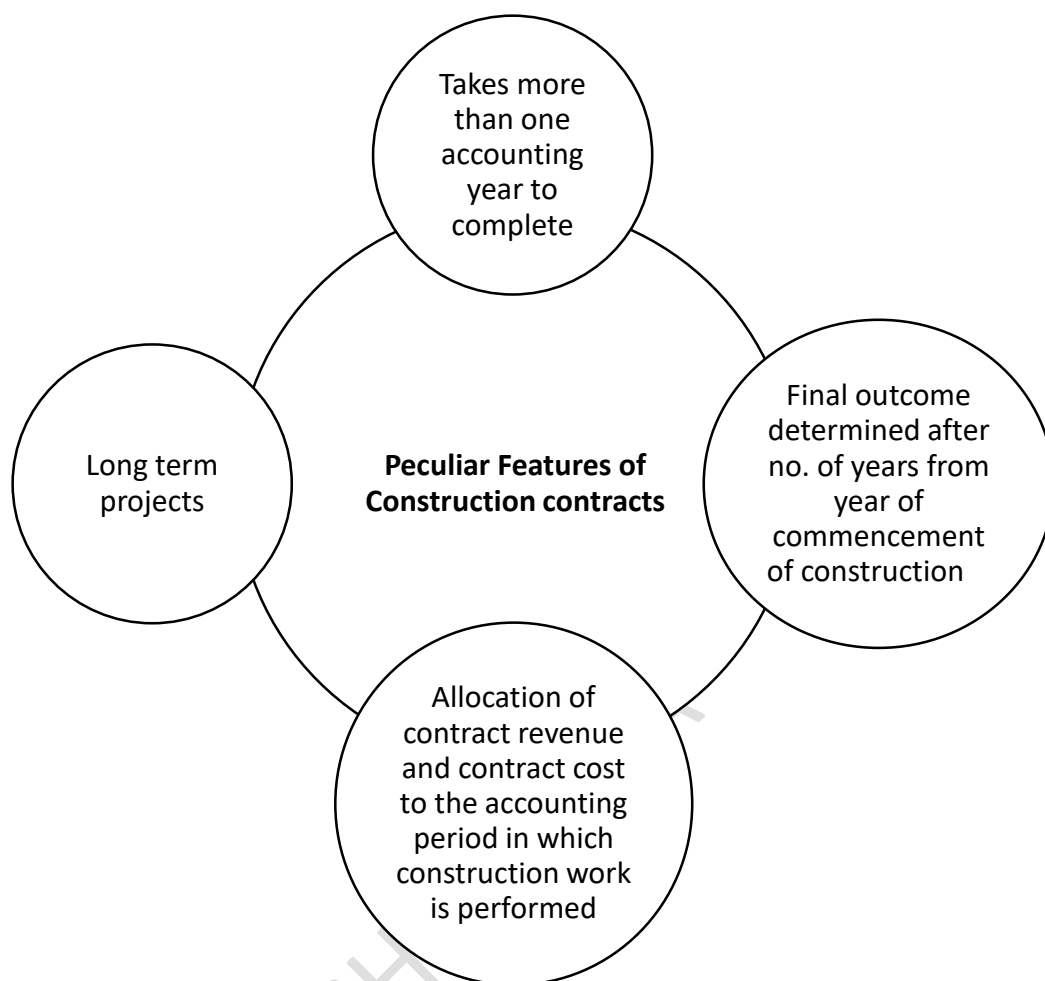 Takes more
than one
accounting
year to
complete
Final outcome
determined after
no. of years from
year of
commencement
of construction
Peculiar Features of
Construction contracts
Long term
projects
Allocation of
contract revenue
and contract cost
to the accounting
period in which
construction work
is performed